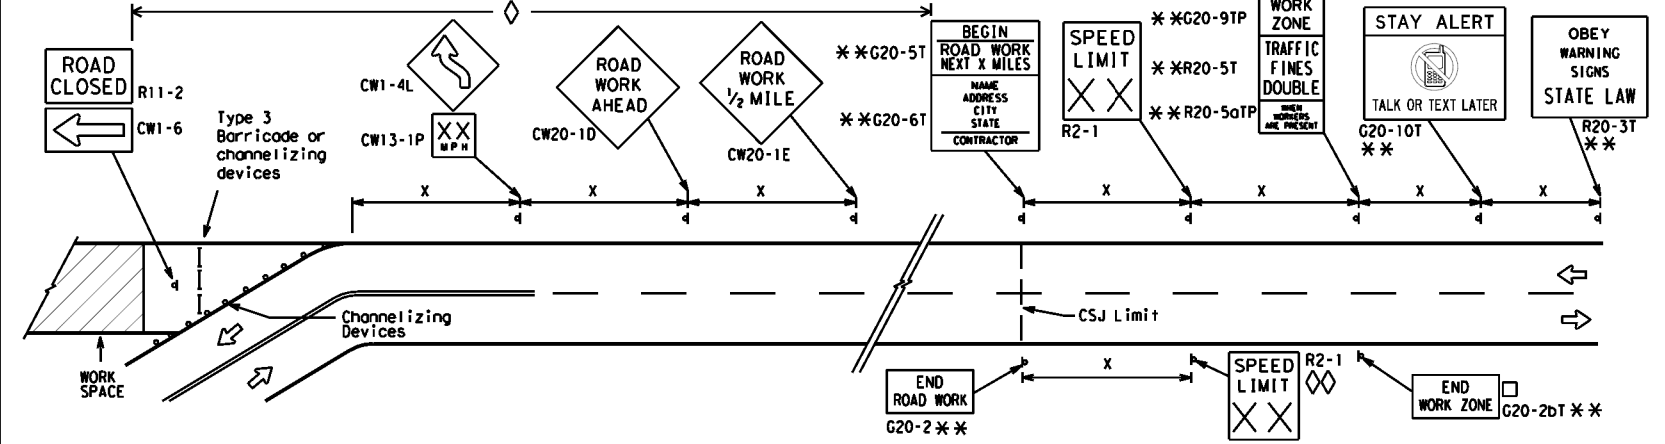 ROAD
CLOSED
R11-2
CW1-6
Type 3
Barricade or
channelizing
devices
CW1-4L
XX
MPH
CW13-1P
ROAD
WORK
AHEAD
CW20-1D
ROAD
WORK
1/2 MILE
CW20-1E
**G20-5T
**G20-6T
BEGIN
ROAD WORK
NEXT X MILES
NAME
ADDRESS
CITY
STATE
CONTRACTOR
SPEED
LIMIT
XX
R2-1
**G20-9TP
**R20-5T
**R20-5aTP
WORK
ZONE
TRAFFIC
FINES
DOUBLE
WHEN
WORKERS
ARE PRESENT
STAY ALERT
TALK OR TEXT LATER
G20-10T
**
OBEY
WARNING
SIGNS
STATE LAW
R20-3T
**
X
X
X
X
X
X
X
Channelizing
Devices
CSJ Limit
WORK
SPACE
X
END
ROAD WORK
G20-2**
SPEED
LIMIT
XX
R2-1
END
WORK ZONE
G20-2bT**